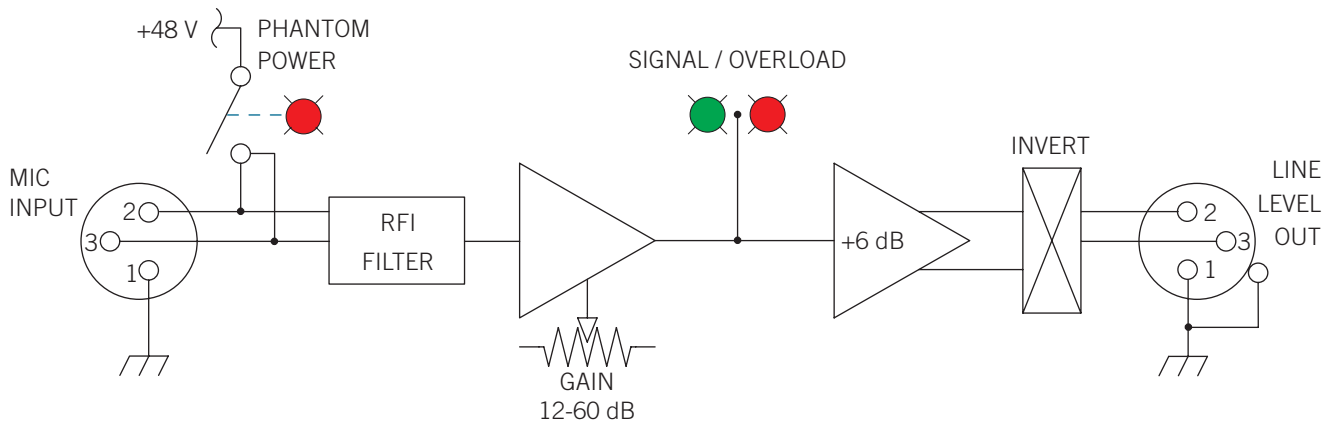 +48 V
PHANTOM
POWER
SIGNAL / OVERLOAD
MIC
INPUT
2
3
1
RFI
FILTER
GAIN
12-60 dB
+6 dB
INVERT
LINE
LEVEL
OUT
2
3
1